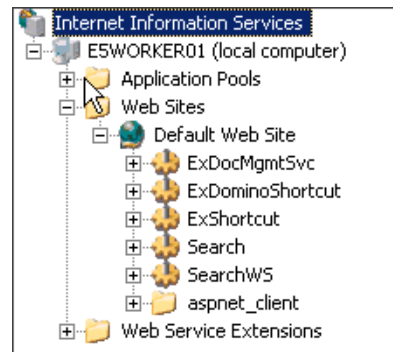 Internet Information Services
E5WORKER01 (local computer)
Application Pools
Web Sites
Default Web Site
ExDocMgmtSvc
ExDominoShortcut
ExShortcut
Search
SearchWS
aspnet_client
Web Service Extensions